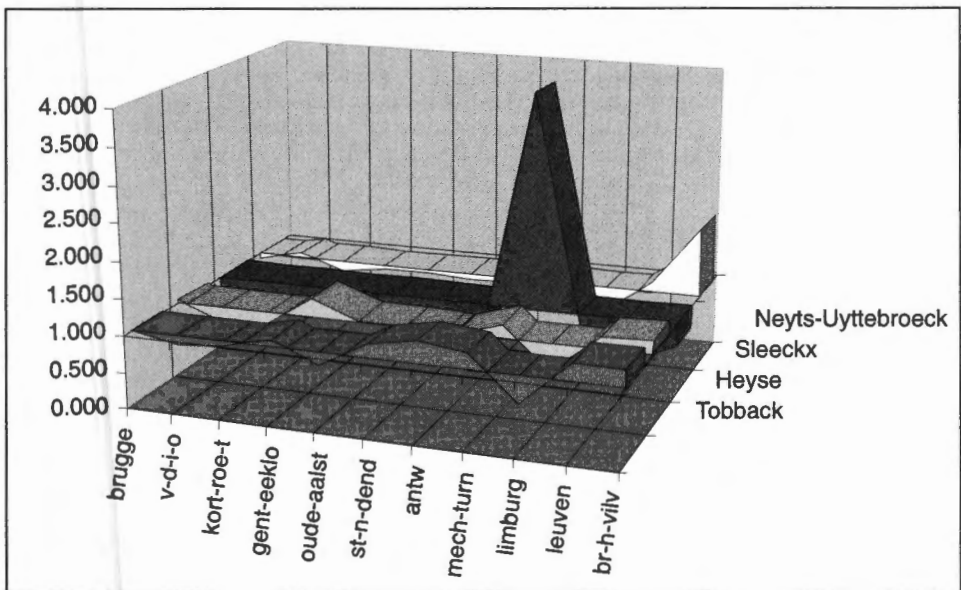 4.000
3.500
3.000
2.500
2.000
1.500
1.000
0.500
0.000
brugge
v-d-i-o
kort-roe-t
gent-eeklo
oude-aalst
st-n-dend
antw
mech-turn
limburg
leuven
br-h-vilv
Neyts-Uyttebroeck
Sleeckx
Heyse
Tobback